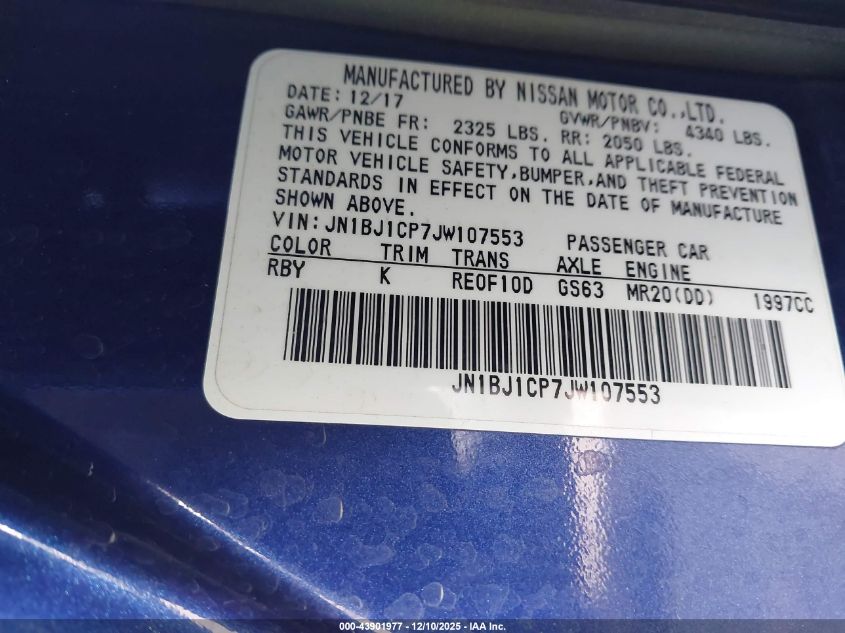 MANUFACTURED BY NISSAN MOTOR CO.,LTD.
DATE: 12/17 GVWR/PNBV: 4340 LBS.
GAWR/PNBE FR: 2325 LBS. RR: 2050 LBS.
THIS VEHICLE CONFORMS TO ALL APPLICABLE FEDERAL
MOTOR VEHICLE SAFETY,BUMPER,AND THEFT PREVENTION
STANDARDS IN EFFECT ON THE DATE OF MANUFACTURE
SHOWN ABOVE.
VIN: JN1BJ1CP7JW107553 PASSENGER CAR
COLOR TRIM TRANS AXLE ENGINE
RBY K RE0F10D GS63 MR20(DD) 1997CC
JN1BJ1CP7JW107553
000-43901977 - 12/10/2025 - IAA Inc.